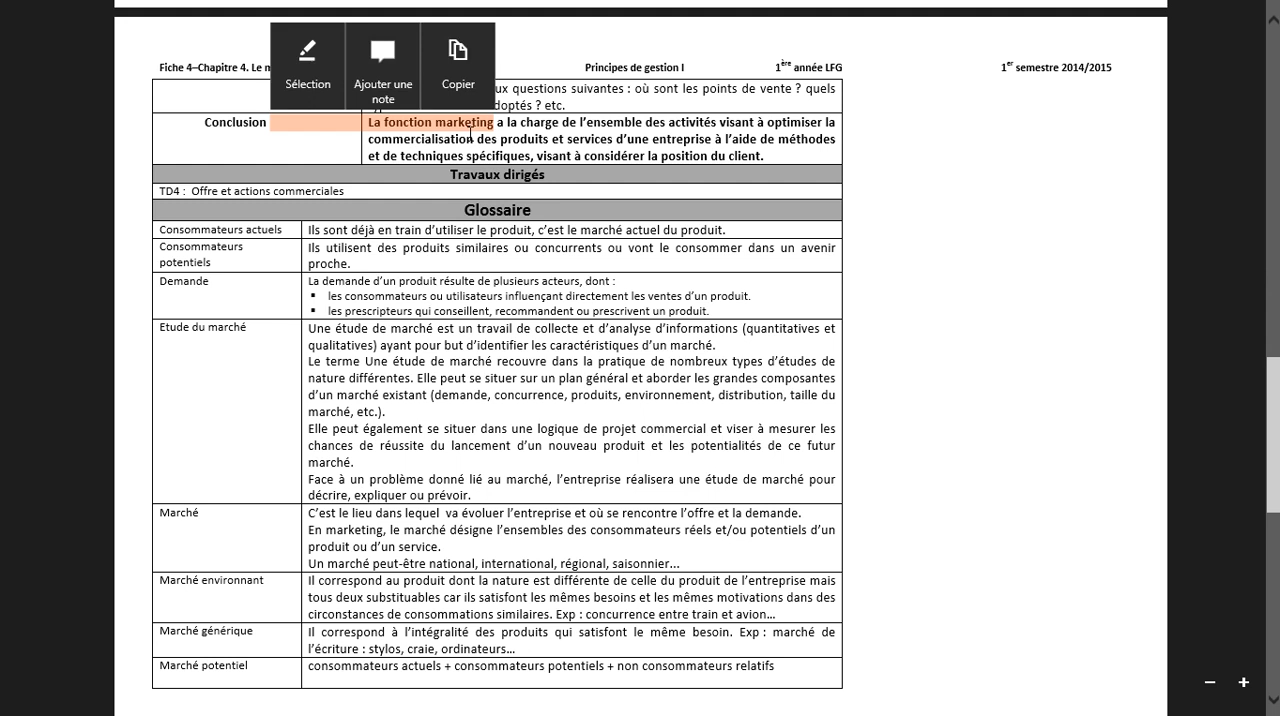 Sélection
Ajouter une
note
Copier
Fiche 4–Chapitre 4. Le m
Principes de gestion I
1ère année LFG
1er semestre 2014/2015
ux questions suivantes : où sont les points de vente ? quels
doptés ? etc.
Conclusion
La fonction marketing a la charge de l’ensemble des activités visant à optimiser la
commercialisation des produits et services d’une entreprise à l’aide de méthodes
et de techniques spécifiques, visant à considérer la position du client.
Travaux dirigés
TD4 : Offre et actions commerciales
Glossaire
Consommateurs actuels
Ils sont déjà en train d’utiliser le produit, c’est le marché actuel du produit.
Consommateurs
potentiels
Ils utilisent des produits similaires ou concurrents ou vont le consommer dans un avenir
proche.
Demande
La demande d’un produit résulte de plusieurs acteurs, dont :
▪ les consommateurs ou utilisateurs influençant directement les ventes d’un produit.
▪ les prescripteurs qui conseillent, recommandent ou prescrivent un produit.
Etude du marché
Une étude de marché est un travail de collecte et d’analyse d’informations (quantitatives et
qualitatives) ayant pour but d’identifier les caractéristiques d’un marché.
Le terme Une étude de marché recouvre dans la pratique de nombreux types d’études de
nature différentes. Elle peut se situer sur un plan général et aborder les grandes composantes
d’un marché existant (demande, concurrence, produits, environnement, distribution, taille du
marché, etc.).
Elle peut également se situer dans une logique de projet commercial et viser à mesurer les
chances de réussite du lancement d’un nouveau produit et les potentialités de ce futur
marché.
Face à un problème donné lié au marché, l’entreprise réalisera une étude de marché pour
décrire, expliquer ou prévoir.
Marché
C’est le lieu dans lequel va évoluer l’entreprise et où se rencontre l’offre et la demande.
En marketing, le marché désigne l’ensembles des consommateurs réels et/ou potentiels d’un
produit ou d’un service.
Un marché peut-être national, international, régional, saisonnier…
Marché environnant
Il correspond au produit dont la nature est différente de celle du produit de l’entreprise mais
tous deux substituables car ils satisfont les mêmes besoins et les mêmes motivations dans des
circonstances de consommations similaires. Exp : concurrence entre train et avion…
Marché générique
Il correspond à l’intégralité des produits qui satisfont le même besoin. Exp : marché de
l’écriture : stylos, craie, ordinateurs…
Marché potentiel
consommateurs actuels + consommateurs potentiels + non consommateurs relatifs